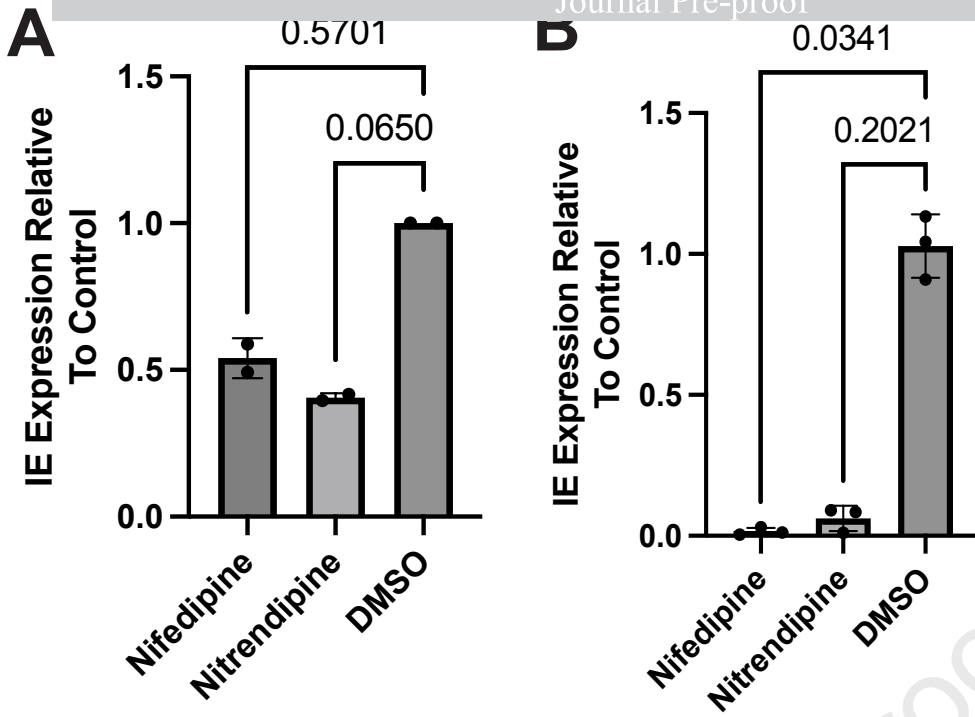 Journal Pre-proof
A
0.5701
1.5
0.0650
IE Expression Relative
To Control
1.0
0.5
0.0
Nifedipine
Nitrendipine
DMSO
B
0.0341
1.5
0.2021
IE Expression Relative
To Control
1.0
0.5
0.0
Nifedipine
Nitrendipine
DMSO